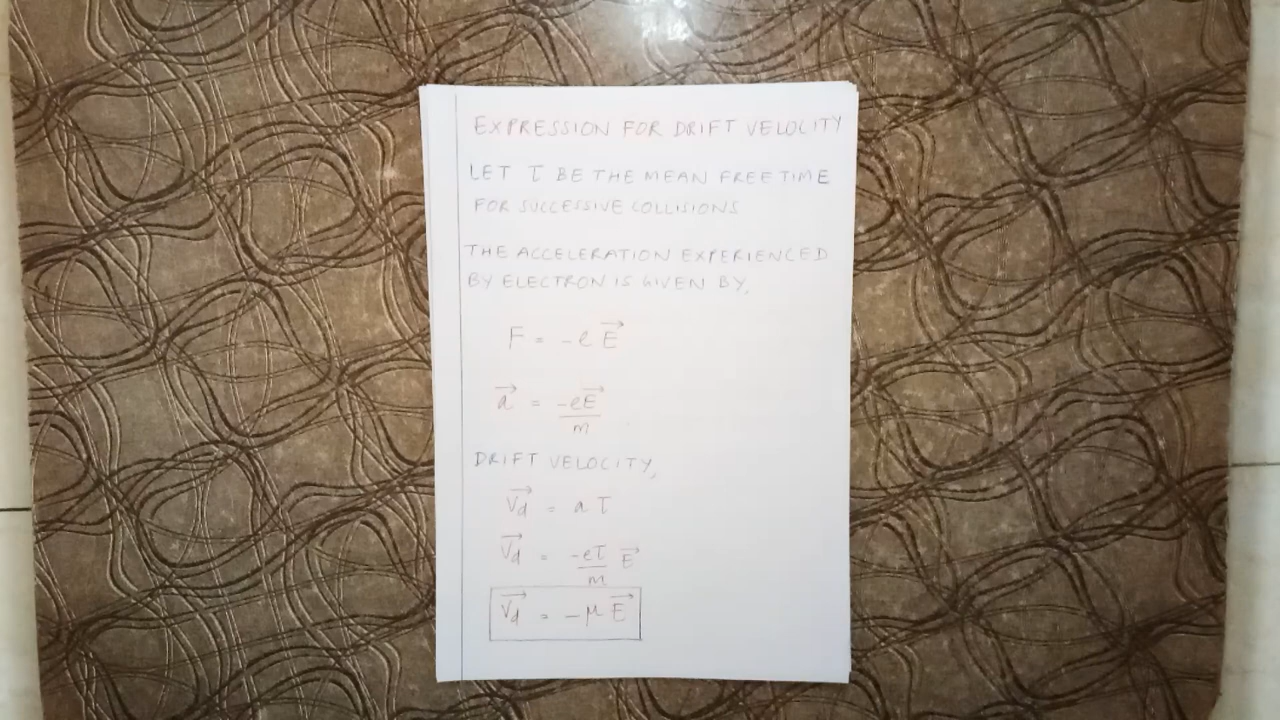 EXPRESSION FOR DRIFT VELOCITY
LET τ BE THE MEAN FREE TIME
FOR SUCCESSIVE COLLISIONS
THE ACCELERATION EXPERIENCED
BY ELECTRON IS GIVEN BY,
F = -e E⃗
a⃗ = -eE⃗/m
DRIFT VELOCITY,
V⃗d = a τ
V⃗d = -eτ/m E⃗
V⃗d = -μ E⃗